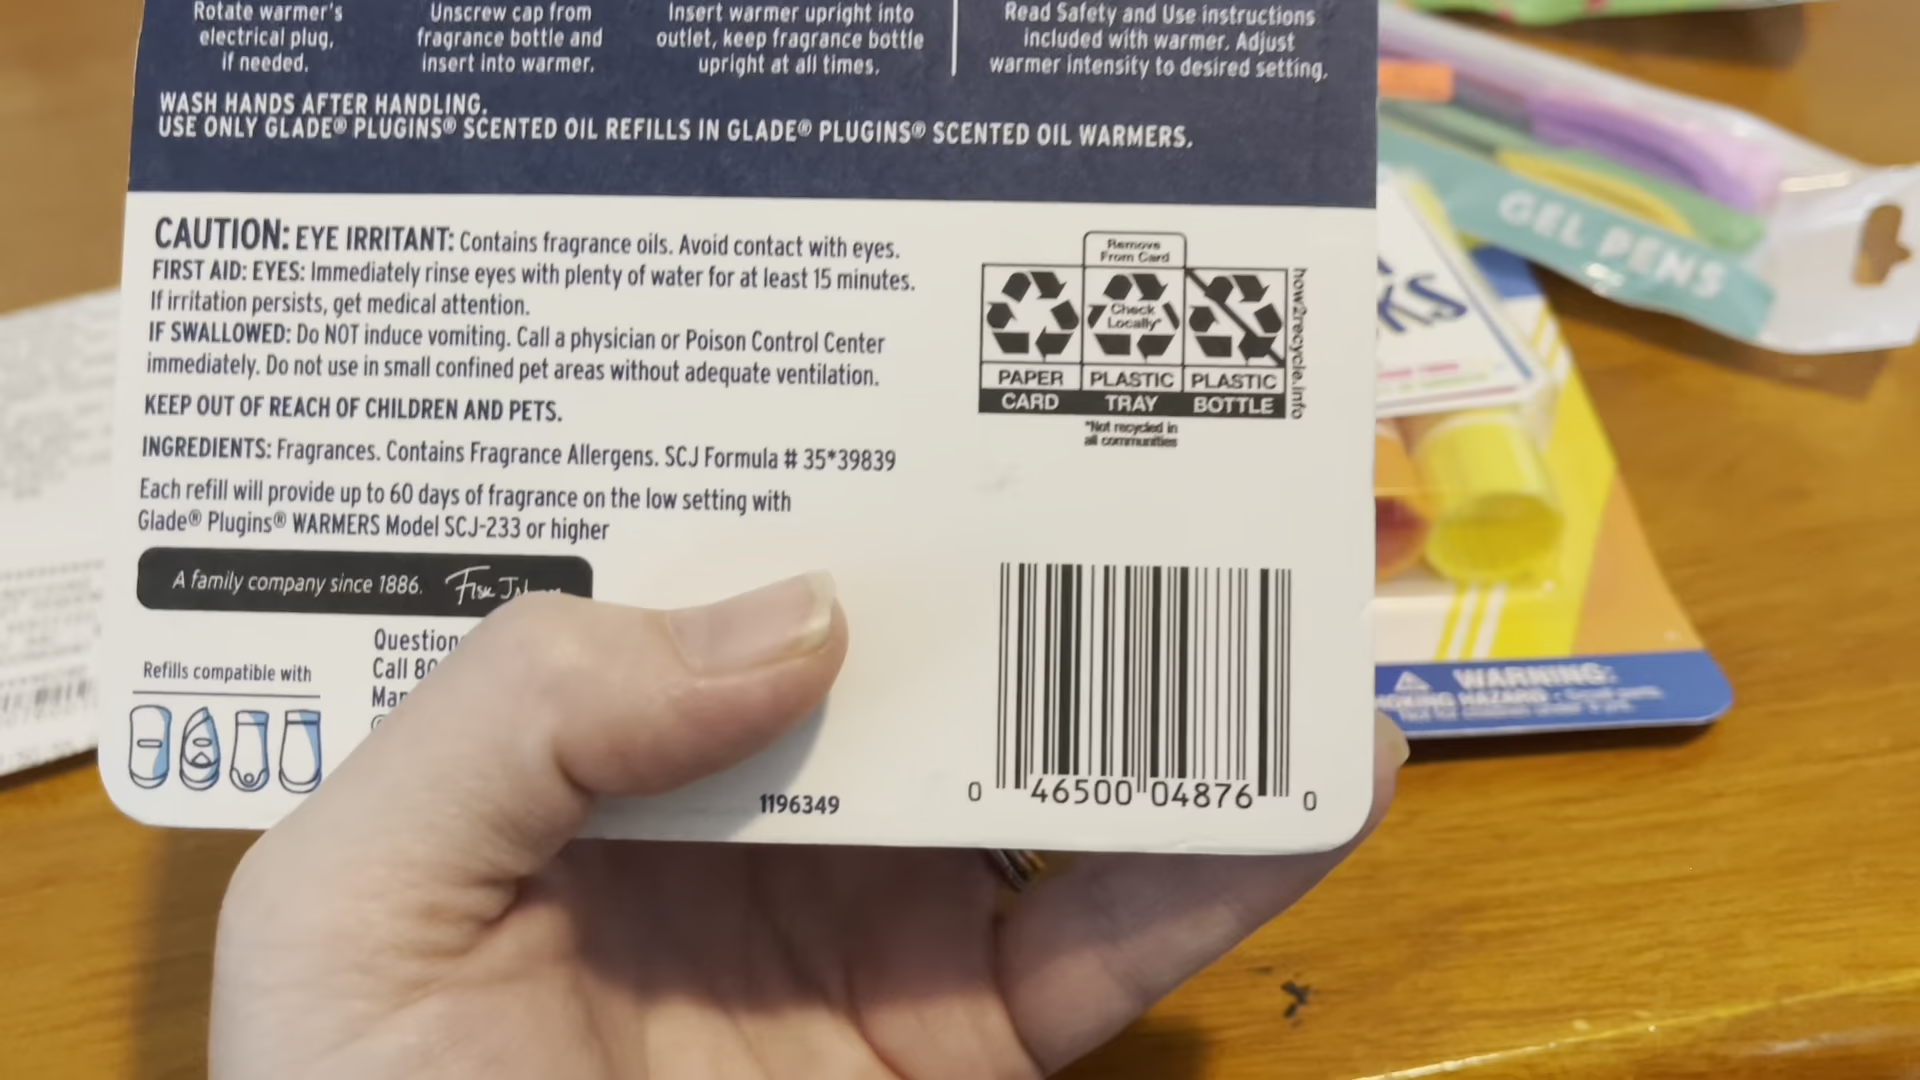 Rotate warmer's
electrical plug,
if needed.
Unscrew cap from
fragrance bottle and
insert into warmer.
Insert warmer upright into
outlet, keep fragrance bottle
upright at all times.
Read Safety and Use instructions
included with warmer. Adjust
warmer intensity to desired setting.
WASH HANDS AFTER HANDLING.
USE ONLY GLADE® PLUGINS® SCENTED OIL REFILLS IN GLADE® PLUGINS® SCENTED OIL WARMERS.
CAUTION: EYE IRRITANT: Contains fragrance oils. Avoid contact with eyes.
FIRST AID: EYES: Immediately rinse eyes with plenty of water for at least 15 minutes.
If irritation persists, get medical attention.
IF SWALLOWED: Do NOT induce vomiting. Call a physician or Poison Control Center
immediately. Do not use in small confined pet areas without adequate ventilation.
KEEP OUT OF REACH OF CHILDREN AND PETS.
INGREDIENTS: Fragrances. Contains Fragrance Allergens. SCJ Formula # 35*39839
Each refill will provide up to 60 days of fragrance on the low setting with
Glade® Plugins® WARMERS Model SCJ-233 or higher
A family company since 1886.
Refills compatible with
Question
Call 80
Mar
1196349
Remove
From Card
Check
Locally*
PAPER
CARD
PLASTIC
TRAY
PLASTIC
BOTTLE
how2recycle.info
*Not recycled in
all communities
0 46500 04876 0
GEL PENS
KS
WARNING: